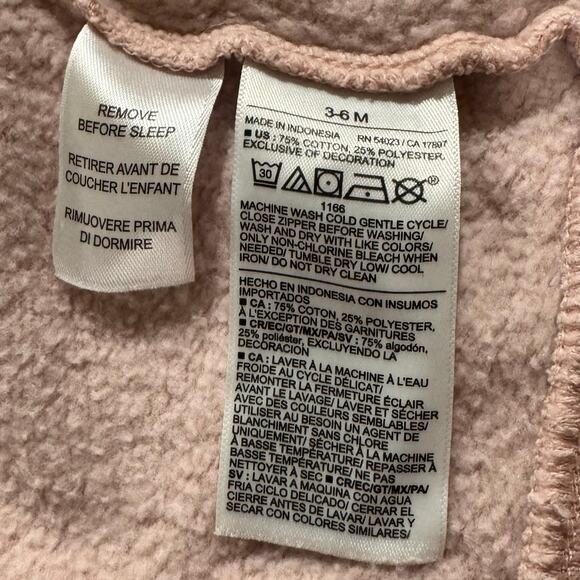 REMOVE
BEFORE SLEEP
RETIRER AVANT DE
COUCHER L'ENFANT
RIMUOVERE PRIMA
DI DORMIRE
3-6 M
MADE IN INDONESIA RN 54023 / CA 17897
■ US : 75% COTTON, 25% POLYESTER,
EXCLUSIVE OF DECORATION
30
1166
MACHINE WASH COLD GENTLE CYCLE/
CLOSE ZIPPER BEFORE WASHING/
WASH AND DRY WITH LIKE COLORS/
ONLY NON-CHLORINE BLEACH WHEN
NEEDED/ TUMBLE DRY LOW/ COOL
IRON/ DO NOT DRY CLEAN
HECHO EN INDONESIA CON INSUMOS
IMPORTADOS
■ CA : 75% COTTON, 25% POLYESTER,
À L'EXCEPTION DES GARNITURES
■ CR/EC/GT/MX/PA/SV : 75% algodón,
25% poliéster, EXCLUYENDO LA
DECORACIÓN
■ CA : LAVER À LA MACHINE À L'EAU
FROIDE AU CYCLE DÉLICAT/
REMONTER LA FERMETURE ÉCLAIR
AVANT LE LAVAGE/ LAVER ET SÉCHER
AVEC DES COULEURS SEMBLABLES/
UTILISER AU BESOIN UN AGENT DE
BLANCHIMENT SANS CHLORE
UNIQUEMENT/ SÉCHER À LA MACHINE
À BASSE TEMPÉRATURE/ REPASSER À
BASSE TEMPÉRATURE/ NE PAS
NETTOYER À SEC ■ CR/EC/GT/MX/PA/
SV : LAVAR A MAQUINA CON AGUA
FRIA CICLO DELICADO/ CERRAR EL
CIERRE ANTES DE LAVAR/ LAVAR Y
SECAR CON COLORES SIMILARES/